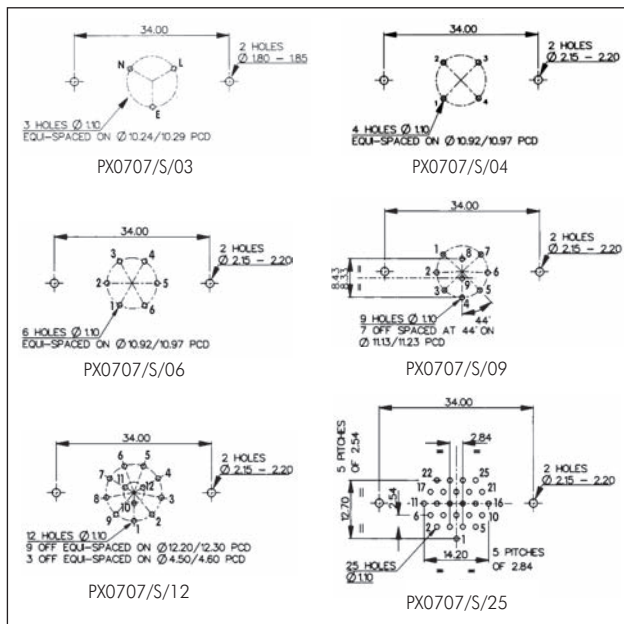 34.00
2 HOLES
Ø 1.80 – 1.85
N
L
E
3 HOLES Ø 1.10
EQUI-SPACED ON Ø 10.24/10.29 PCD
PX0707/S/03
34.00
2 HOLES
Ø 2.15 – 2.20
2
3
1
4
4 HOLES Ø 1.10
EQUI-SPACED ON Ø 10.92/10.97 PCD
PX0707/S/04
34.00
2 HOLES
Ø 2.15 – 2.20
3
4
2
5
1
6
6 HOLES Ø 1.10
EQUI-SPACED ON Ø 10.92/10.97 PCD
PX0707/S/06
34.00
2 HOLES
Ø 2.15 – 2.20
8.43
8.33
1
8
7
2
6
9
3
5
4
44'
9 HOLES Ø 1.10
7 OFF SPACED AT 44' ON
Ø 11.13/11.23 PCD
PX0707/S/09
34.00
2 HOLES
Ø 2.15 – 2.20
6
5
7
4
11
12
8
3
10
9
2
1
12 HOLES Ø 1.10
9 OFF EQUI-SPACED ON Ø 12.20/12.30 PCD
3 OFF EQUI-SPACED ON Ø 4.50/4.60 PCD
PX0707/S/12
34.00
5 PITCHES
OF 2.54
2.84
2 HOLES
Ø 2.15 – 2.20
22
25
17
21
12.70
2.54
11
16
6
10
2
5
1
25 HOLES
Ø 1.10
14.20
5 PITCHES
OF 2.84
PX0707/S/25